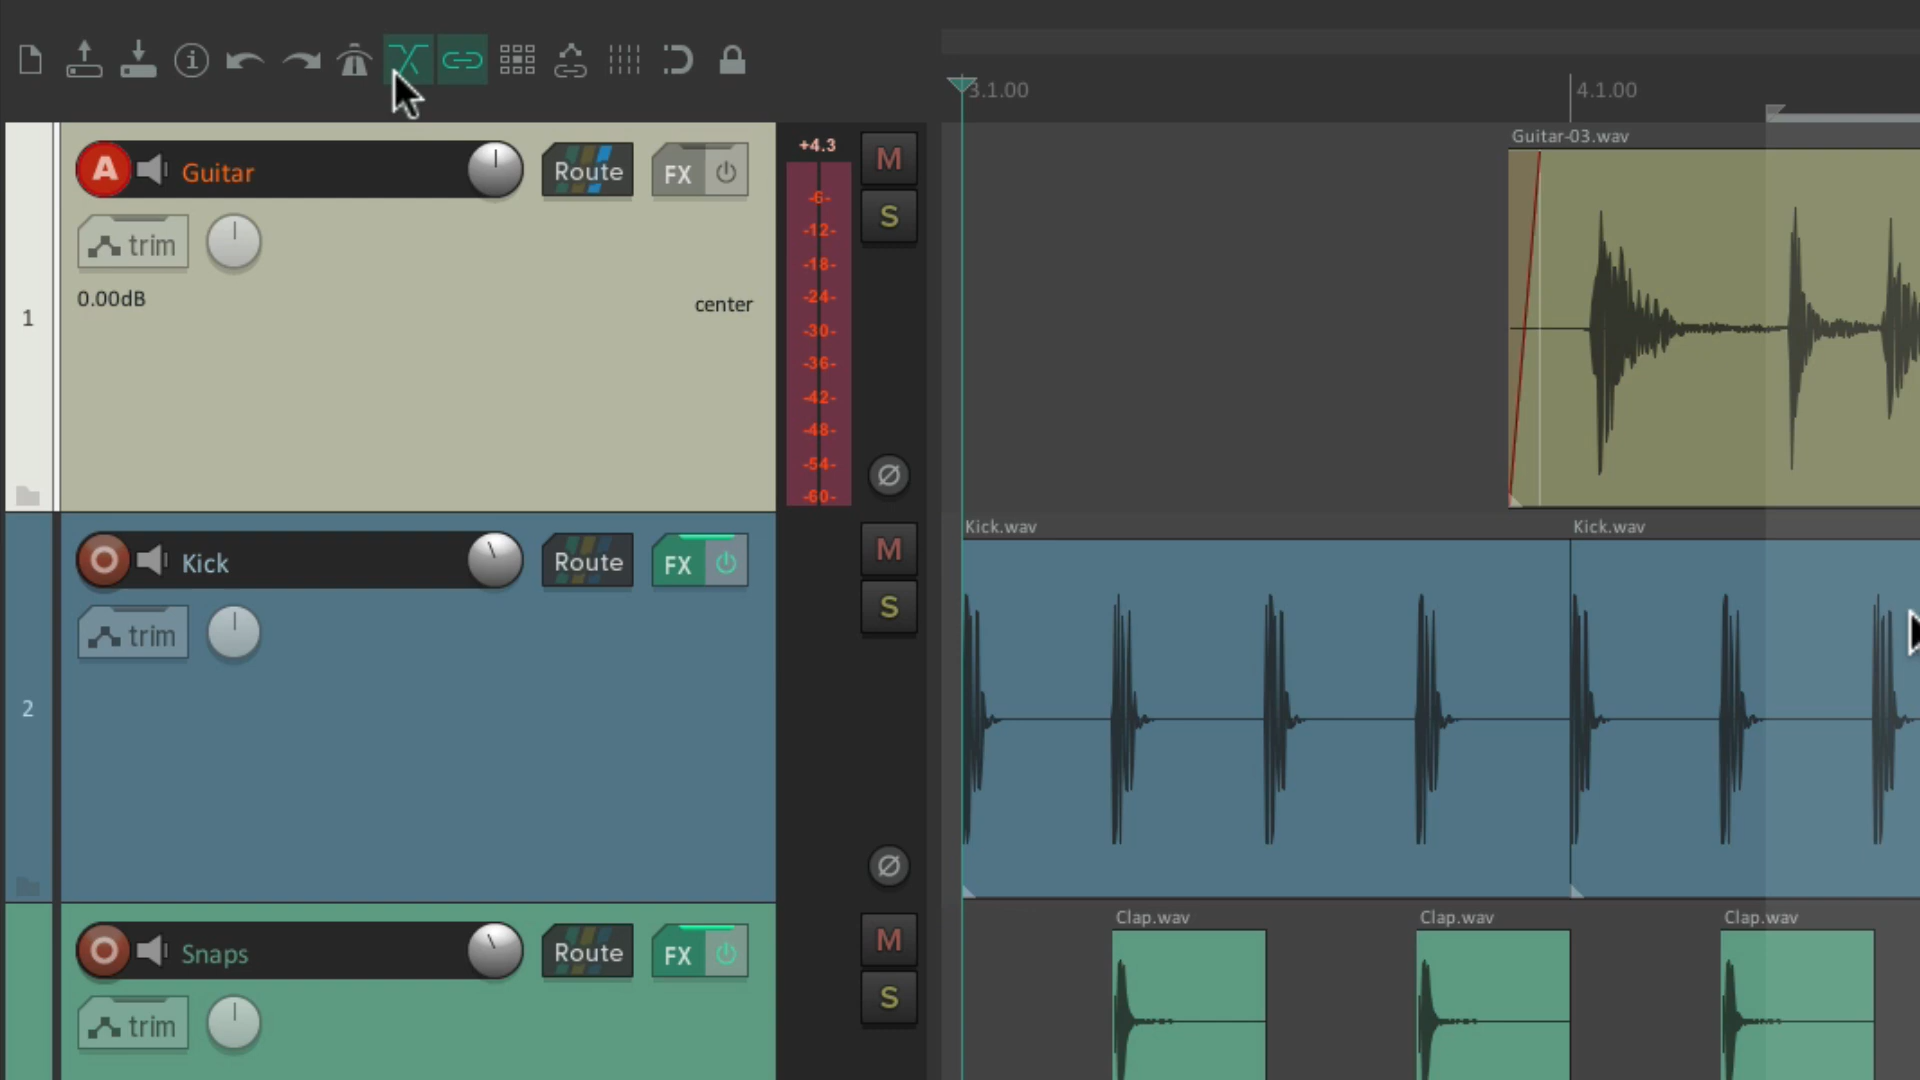 3.1.00
4.1.00
Guitar-03.wav
A
Guitar
Route
FX
+4.3
M
-6-
S
-12-
trim
-18-
0.00dB
center
-24-
1
-30-
-36-
-42-
-48-
-54-
-60-
Ø
Kick.wav
Kick.wav
Kick
Route
FX
M
S
trim
2
Ø
Clap.wav
Clap.wav
Clap.wav
Snaps
Route
FX
M
S
trim